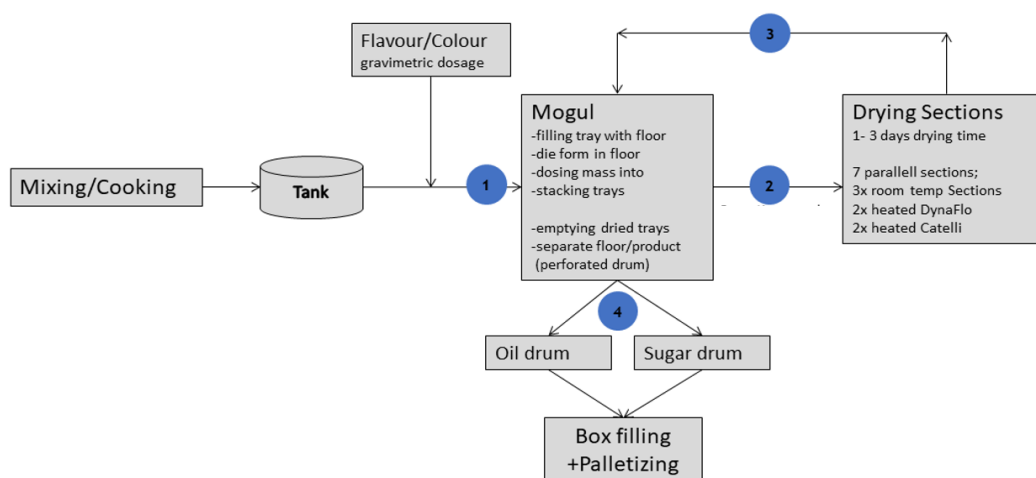 Flavour/Colour
gravimetric dosage
3
Mogul
-filling tray with floor
-die form in floor
-dosing mass into
-stacking trays
-emptying dried trays
-separate floor/product
(perforated drum)
Drying Sections
1- 3 days drying time
7 parallell sections;
3x room temp Sections
2x heated DynaFlo
2x heated Catelli
Mixing/Cooking
Tank
1
2
4
Oil drum
Sugar drum
Box filling
+Palletizing